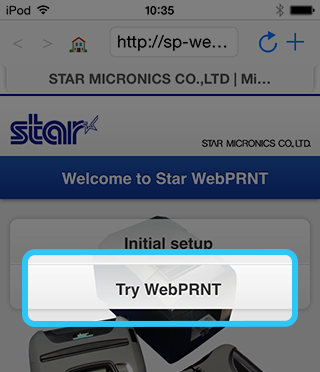 iPod 10:35
http://sp-we...
STAR MICRONICS CO.,LTD | Mi...
star
STAR MICRONICS CO., LTD.
Welcome to Star WebPRNT
Initial setup
Try WebPRNT